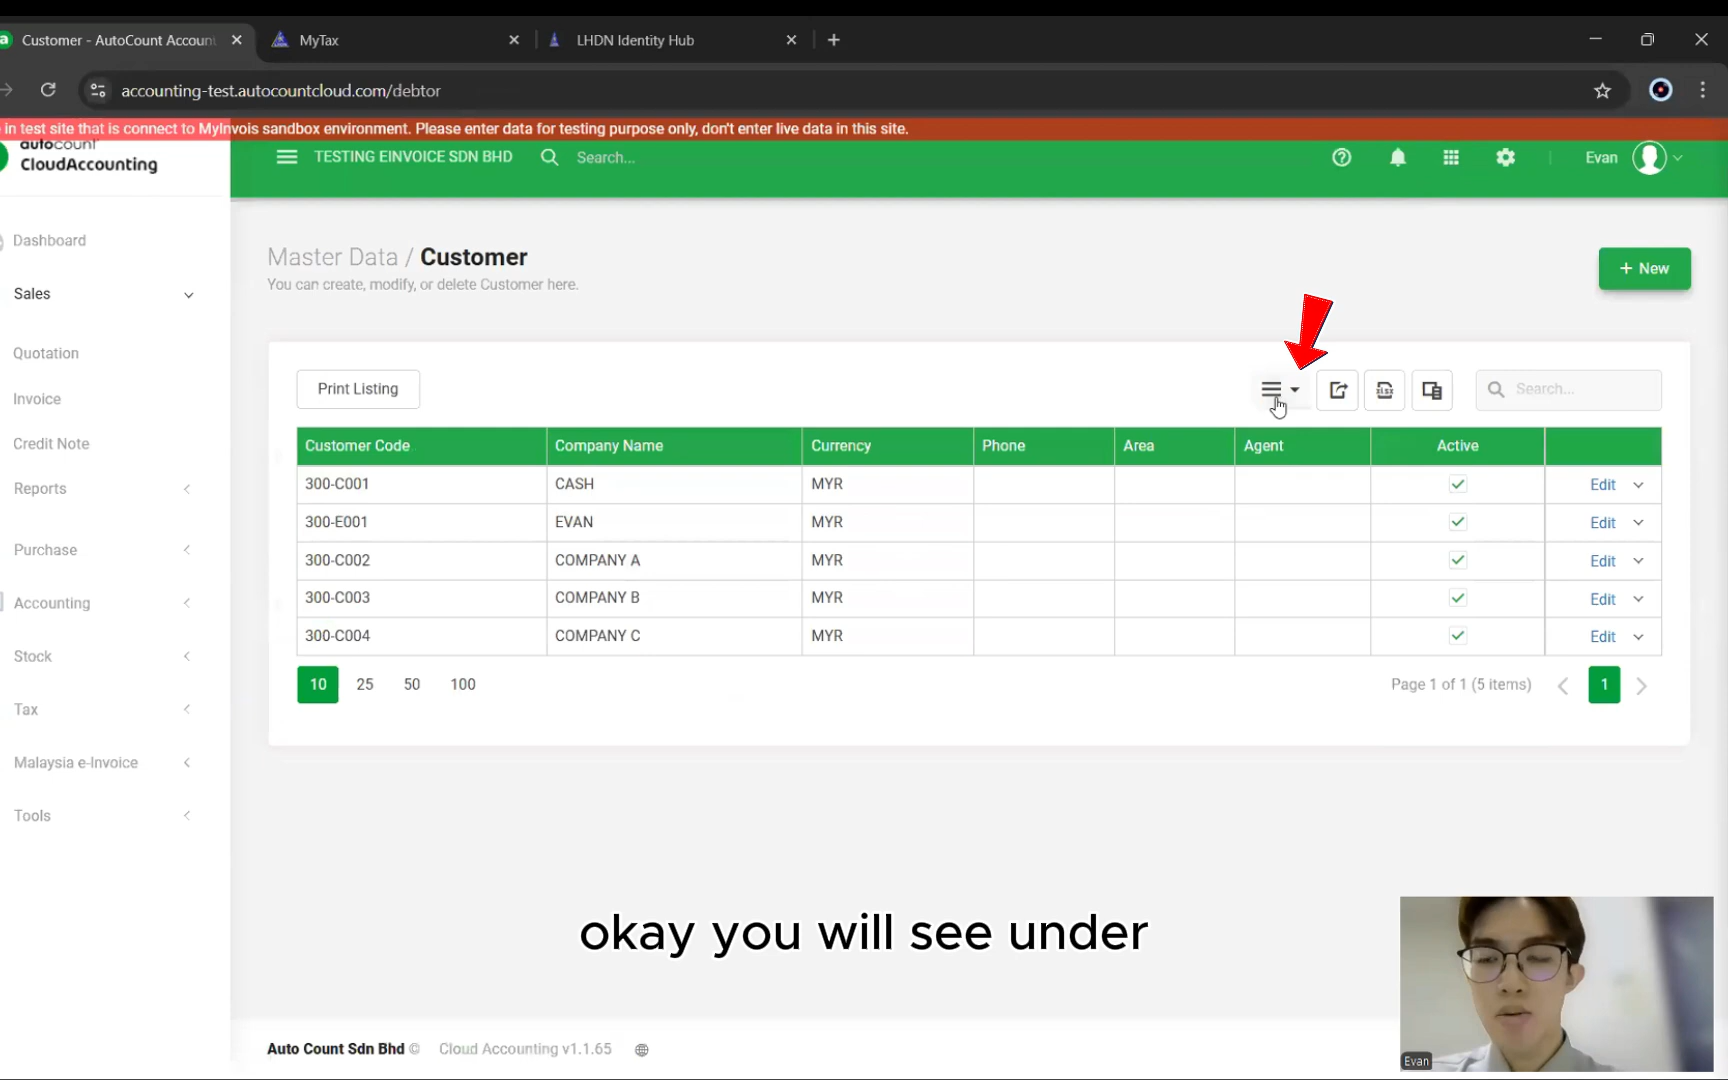 Customer - AutoCount Account
MyTax
LHDN Identity Hub
accounting-test.autocountcloud.com/debtor
in test site that is connect to MyInvois sandbox environment. Please enter data for testing purpose only, don't enter live data in this site.
autocount
CloudAccounting
TESTING EINVOICE SDN BHD
Search...
Evan
Dashboard
Sales
Quotation
Invoice
Credit Note
Reports
Purchase
Accounting
Stock
Tax
Malaysia e-Invoice
Tools
Master Data / Customer
You can create, modify, or delete Customer here.
+ New
Print Listing
XLSX
Search...
Customer Code Company Name Currency Phone Area Agent Active
300-C001 CASH MYR Edit
300-E001 EVAN MYR Edit
300-C002 COMPANY A MYR Edit
300-C003 COMPANY B MYR Edit
300-C004 COMPANY C MYR Edit
10 25 50 100
Page 1 of 1 (5 items) 1
okay you will see under
Evan
Auto Count Sdn Bhd © Cloud Accounting v1.1.65